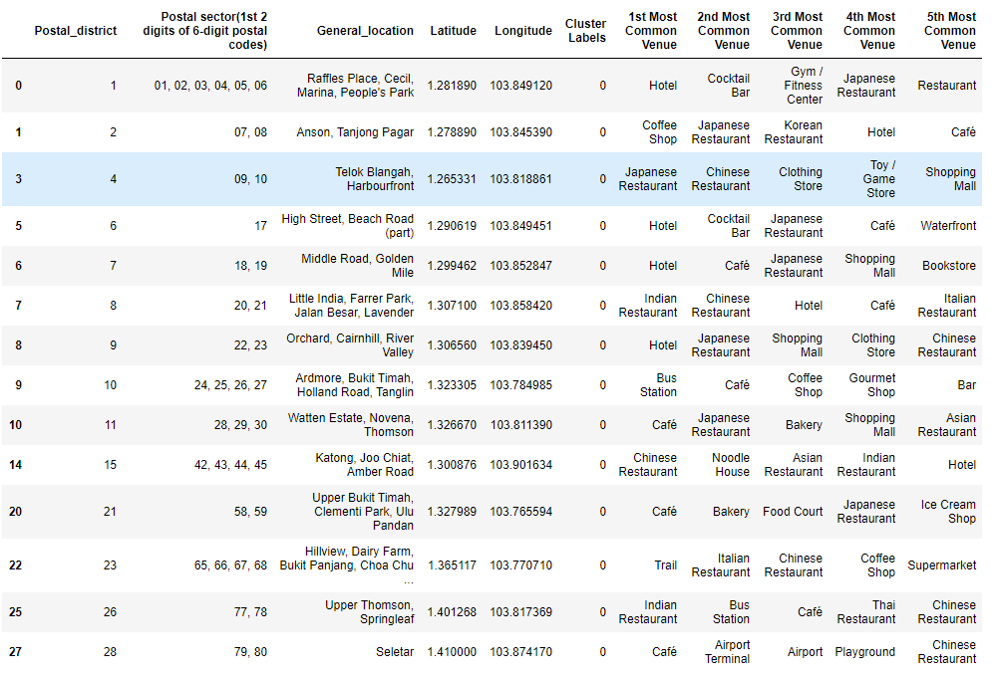 Postal_district Postal sector(1st 2 digits of 6-digit postal codes) General_location Latitude Longitude Cluster Labels 1st Most Common Venue 2nd Most Common Venue 3rd Most Common Venue 4th Most Common Venue 5th Most Common Venue
0 1 01, 02, 03, 04, 05, 06 Raffles Place, Cecil, Marina, People's Park 1.281890 103.849120 0 Hotel Cocktail Bar Gym / Fitness Center Japanese Restaurant Restaurant
1 2 07, 08 Anson, Tanjong Pagar 1.278890 103.845390 0 Coffee Shop Japanese Restaurant Korean Restaurant Hotel Café
3 4 09, 10 Telok Blangah, Harbourfront 1.265331 103.818861 0 Japanese Restaurant Chinese Restaurant Clothing Store Toy / Game Store Shopping Mall
5 6 17 High Street, Beach Road (part) 1.290619 103.849451 0 Hotel Cocktail Bar Japanese Restaurant Café Waterfront
6 7 18, 19 Middle Road, Golden Mile 1.299462 103.852847 0 Hotel Café Japanese Restaurant Shopping Mall Bookstore
7 8 20, 21 Little India, Farrer Park, Jalan Besar, Lavender 1.307100 103.858420 0 Indian Restaurant Chinese Restaurant Hotel Café Italian Restaurant
8 9 22, 23 Orchard, Cairnhill, River Valley 1.306560 103.839450 0 Hotel Japanese Restaurant Shopping Mall Clothing Store Chinese Restaurant
9 10 24, 25, 26, 27 Ardmore, Bukit Timah, Holland Road, Tanglin 1.323305 103.784985 0 Bus Station Café Coffee Shop Gourmet Shop Bar
10 11 28, 29, 30 Watten Estate, Novena, Thomson 1.326670 103.811390 0 Café Japanese Restaurant Bakery Shopping Mall Asian Restaurant
14 15 42, 43, 44, 45 Katong, Joo Chiat, Amber Road 1.300876 103.901634 0 Chinese Restaurant Noodle House Asian Restaurant Indian Restaurant Hotel
20 21 58, 59 Upper Bukit Timah, Clementi Park, Ulu Pandan 1.327989 103.765594 0 Café Bakery Food Court Japanese Restaurant Ice Cream Shop
22 23 65, 66, 67, 68 Hillview, Dairy Farm, Bukit Panjang, Choa Chu ... 1.365117 103.770710 0 Trail Italian Restaurant Chinese Restaurant Coffee Shop Supermarket
25 26 77, 78 Upper Thomson, Springleaf 1.401268 103.817369 0 Indian Restaurant Bus Station Café Thai Restaurant Chinese Restaurant
27 28 79, 80 Seletar 1.410000 103.874170 0 Café Airport Terminal Airport Playground Chinese Restaurant